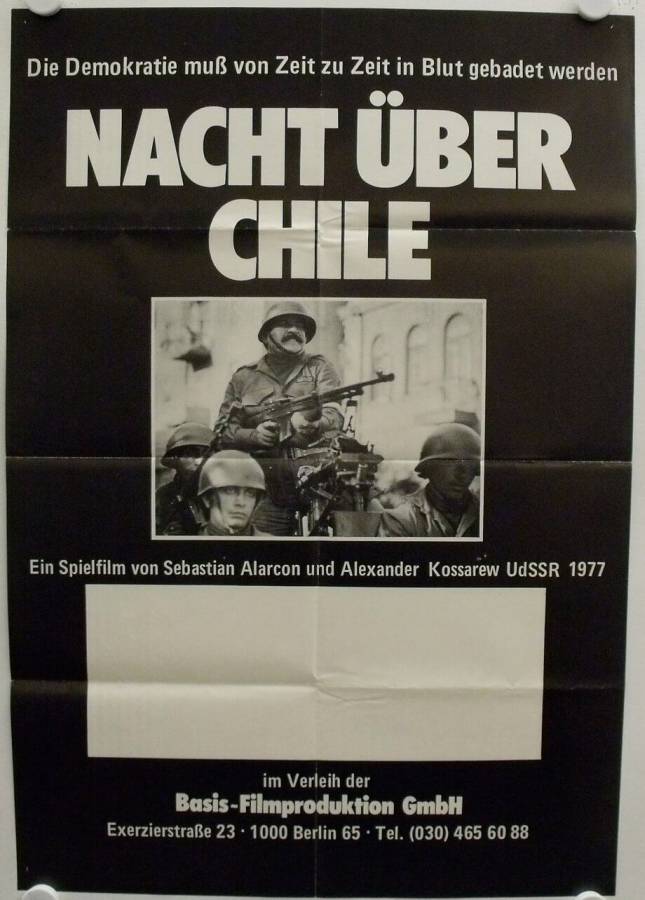 Die Demokratie muß von Zeit zu Zeit in Blut gebadet werden
NACHT ÜBER
CHILE
Ein Spielfilm von Sebastian Alarcon und Alexander Kossarew UdSSR 1977
im Verleih der
Basis-Filmproduktion GmbH
Exerzierstraße 23 · 1000 Berlin 65 · Tel. (030) 465 60 88